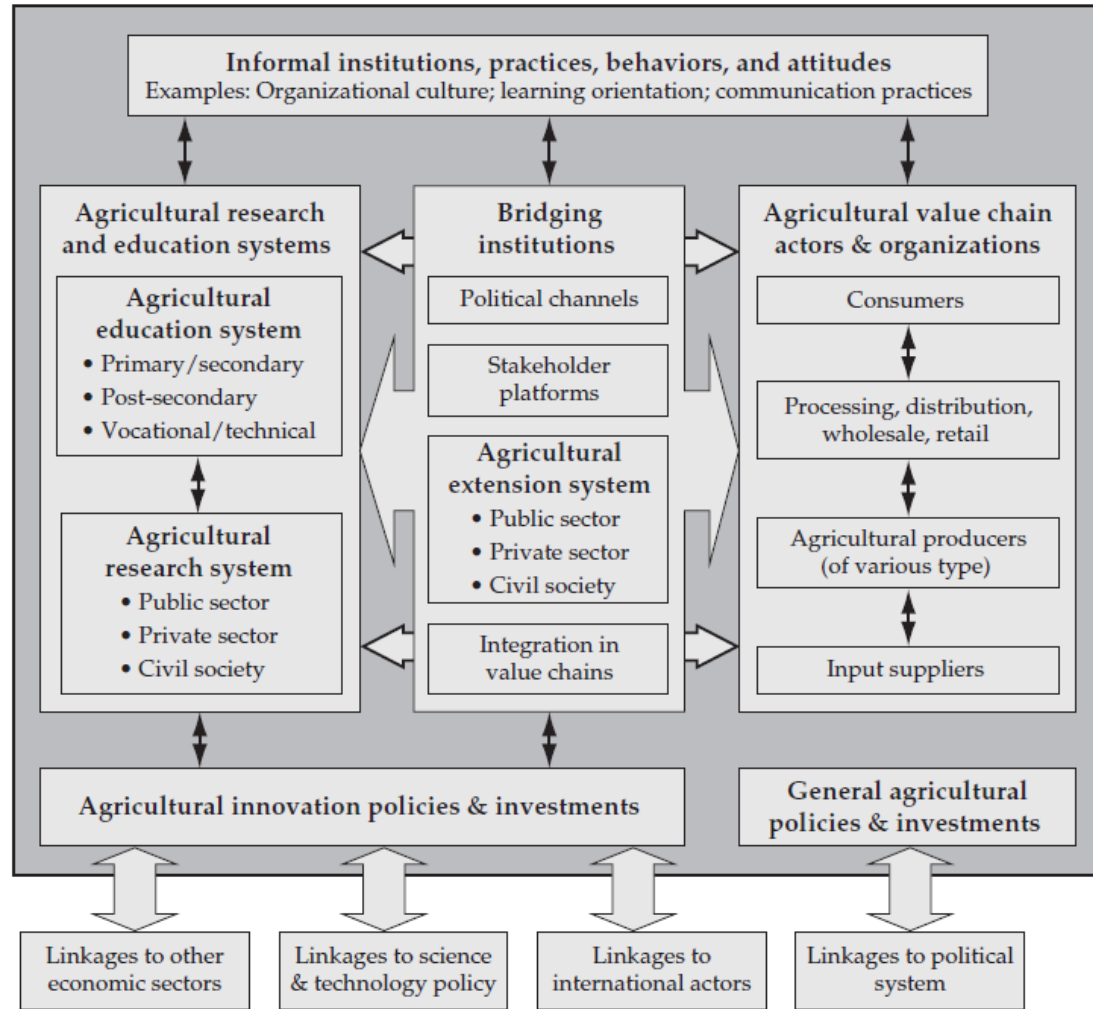 Informal institutions, practices, behaviors, and attitudes
Examples: Organizational culture; learning orientation; communication practices
Agricultural research
and education systems
Agricultural
education system
• Primary/secondary
• Post-secondary
• Vocational/technical
Agricultural
research system
• Public sector
• Private sector
• Civil society
Bridging
institutions
Political channels
Stakeholder
platforms
Agricultural
extension system
• Public sector
• Private sector
• Civil society
Integration in
value chains
Agricultural value chain
actors & organizations
Consumers
Processing, distribution,
wholesale, retail
Agricultural producers
(of various type)
Input suppliers
Agricultural innovation policies & investments
General agricultural
policies & investments
Linkages to other
economic sectors
Linkages to science
& technology policy
Linkages to
international actors
Linkages to political
system